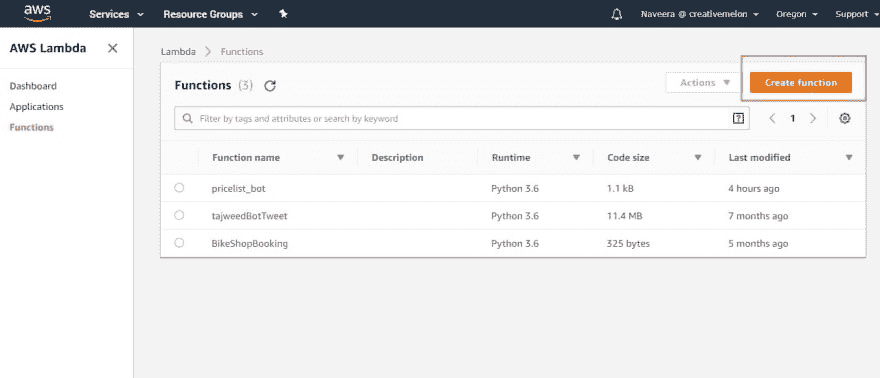 aws Services Resource Groups Naveera @ creativemelon Oregon Support
AWS Lambda
Dashboard
Applications
Functions
Lambda > Functions
Functions (3) Actions Create function
Filter by tags and attributes or search by keyword ? < 1 >
Function name Description Runtime Code size Last modified
pricelist_bot Python 3.6 1.1 kB 4 hours ago
tajweedBotTweet Python 3.6 11.4 MB 7 months ago
BikeShopBooking Python 3.6 325 bytes 5 months ago